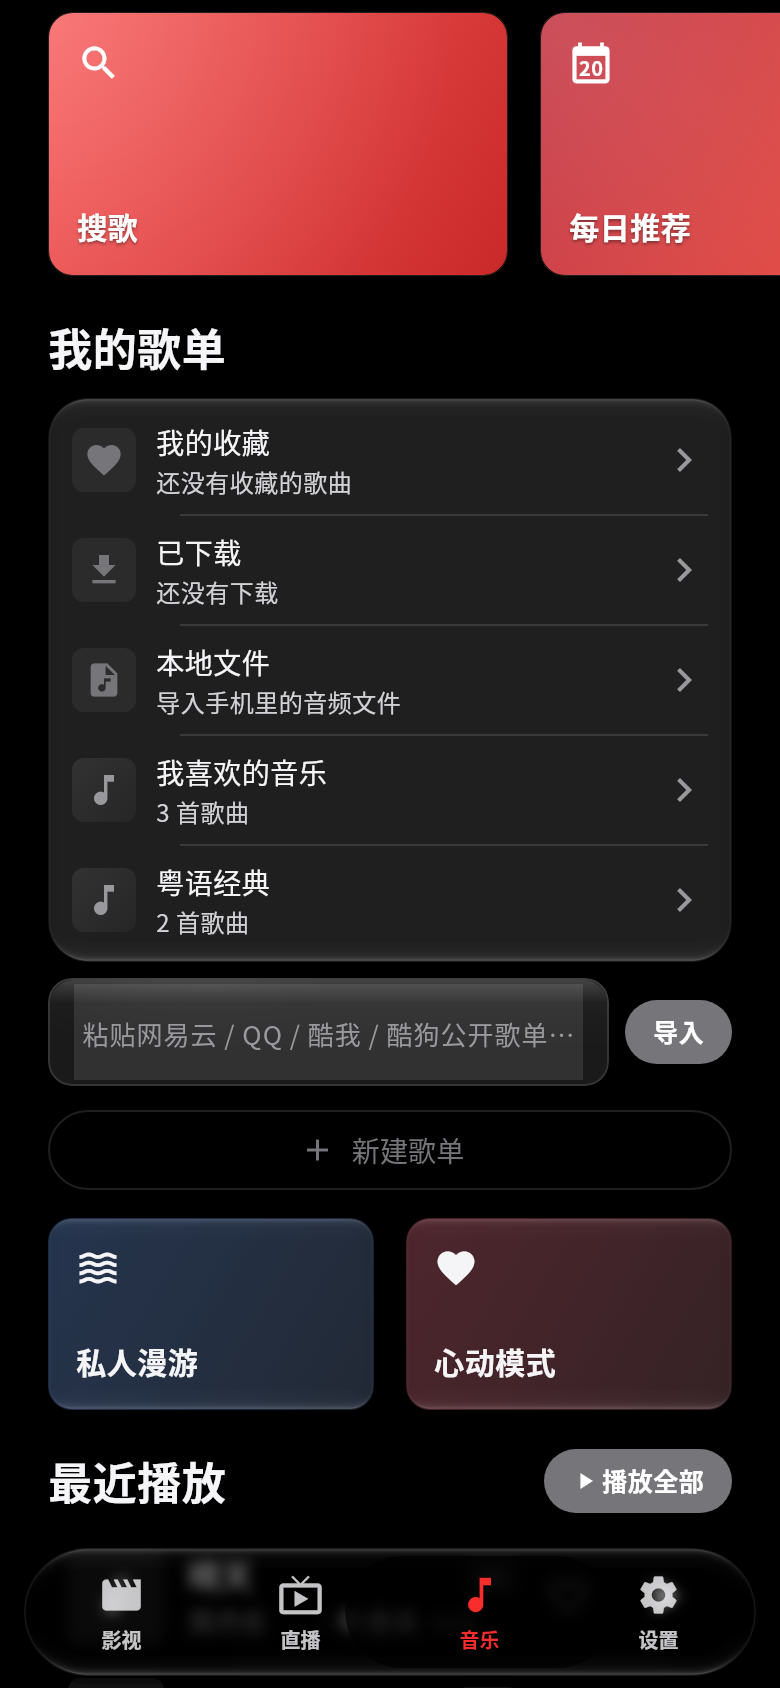 20
搜歌
每日推荐
我的歌单
我的收藏
还没有收藏的歌曲
已下载
还没有下载
本地文件
导入手机里的音频文件
我喜欢的音乐
3 首歌曲
粤语经典
2 首歌曲
粘贴网易云 / QQ / 酷我 / 酷狗公开歌单…
导入
新建歌单
私人漫游
心动模式
最近播放
播放全部
影视
直播
音乐
设置